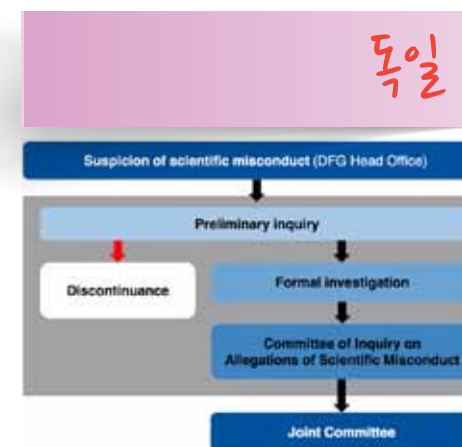 독일
Suspicion of scientific misconduct (DFG Head Office)
Preliminary inquiry
Discontinuance
Formal investigation
Committee of Inquiry on
Allegations of Scientific Misconduct
Joint Committee